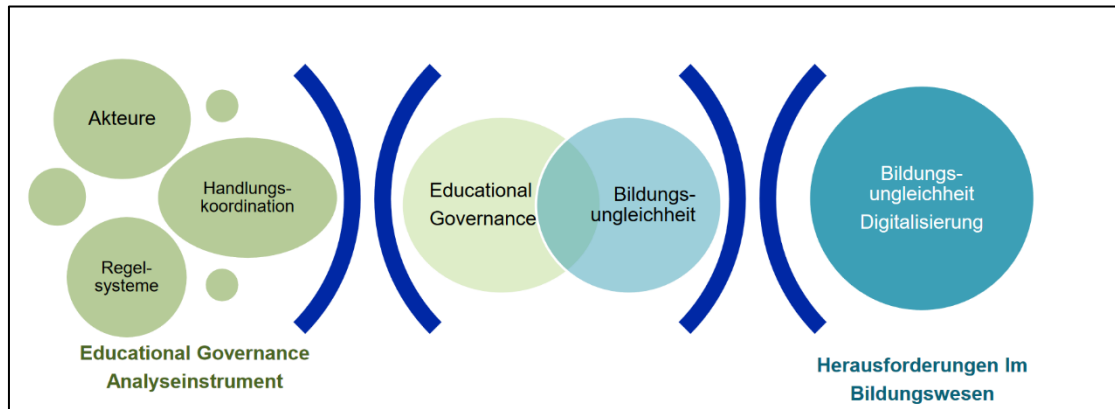 Akteure
Handlungs-
koordination
Regel-
systeme
Educational Governance
Analyseinstrument
Educational
Governance
Bildungs-
ungleichheit
Bildungs-
ungleichheit
Digitalisierung
Herausforderungen Im
Bildungswesen